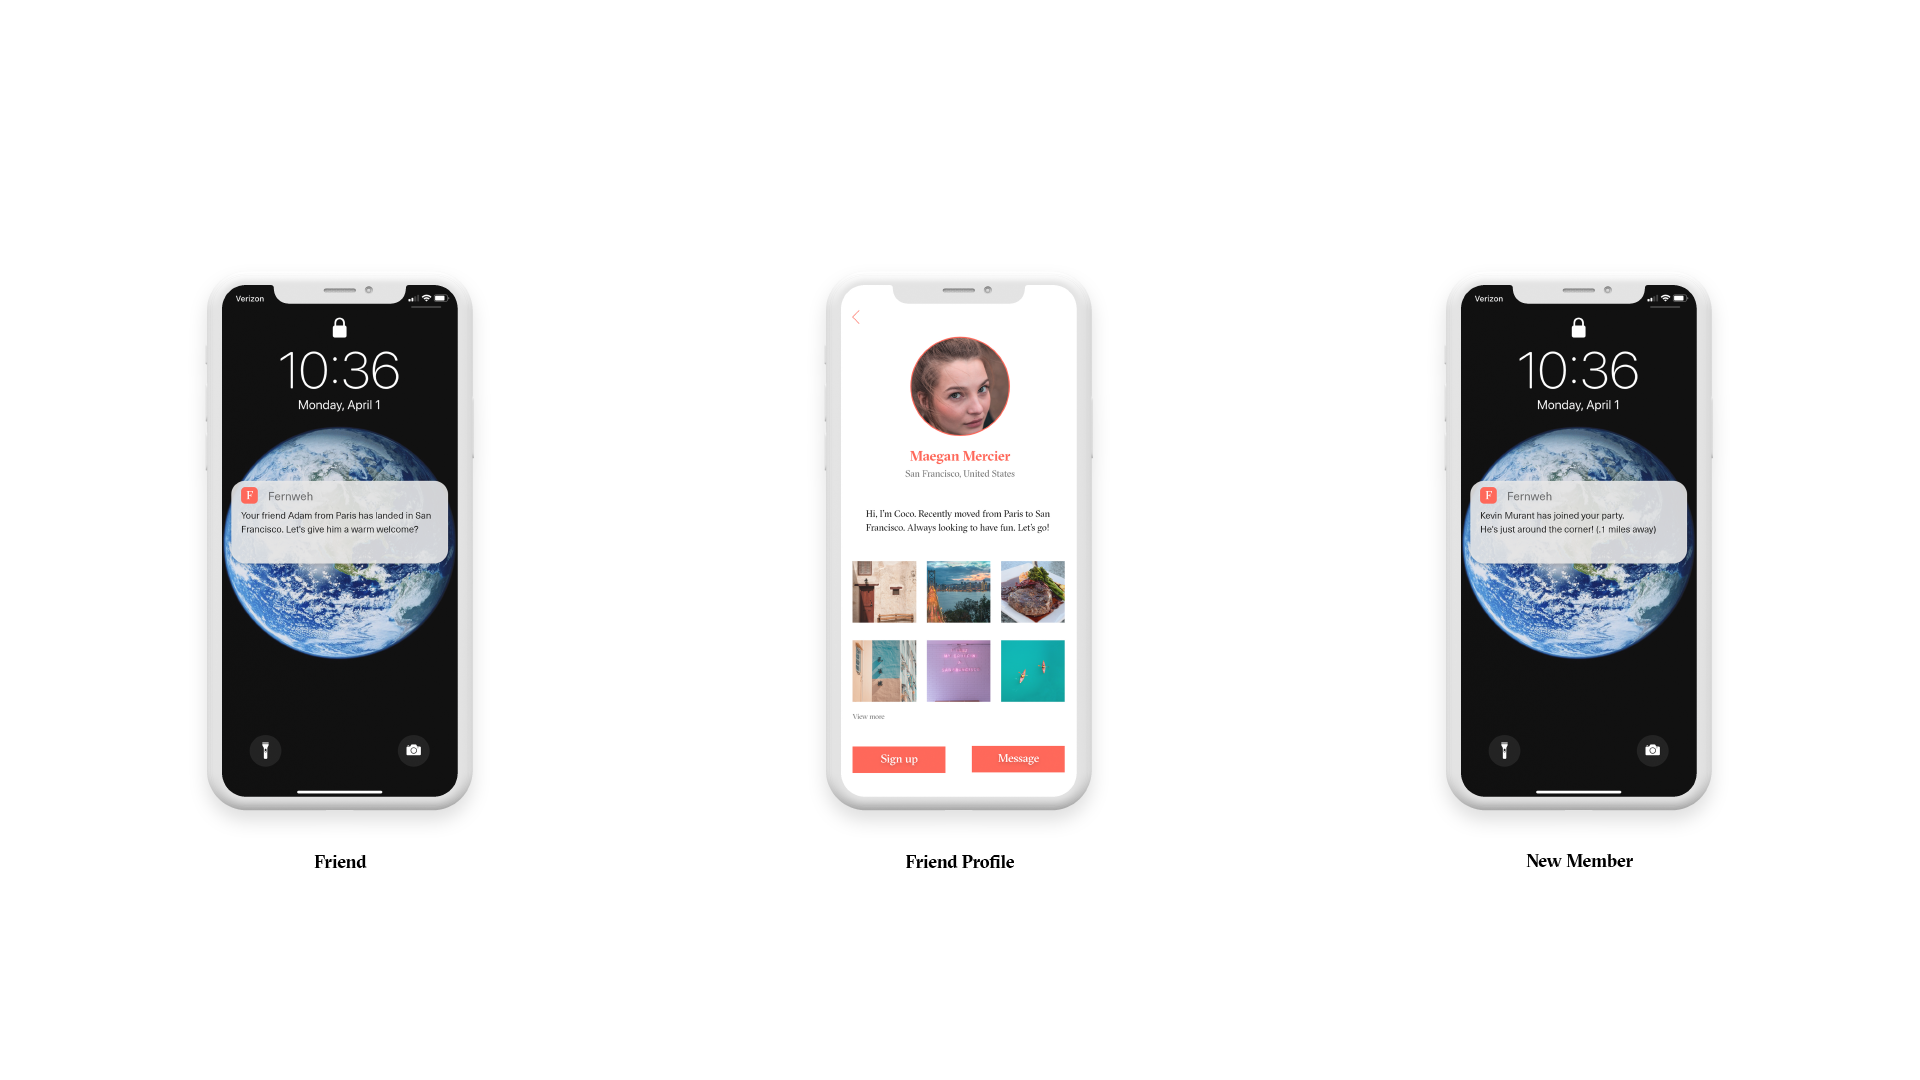 Verizon
10:36
Monday, April 1
F Fernweh
Your friend Adam from Paris has landed in San
Francisco. Let's give him a warm welcome?
Friend
Maegan Mercier
San Francisco, United States
Hi, I'm Coco. Recently moved from Paris to San
Francisco. Always looking to have fun. Let's go!
View more
Sign up
Message
Friend Profile
Verizon
10:36
Monday, April 1
F Fernweh
Kevin Murant has joined your party.
He's just around the corner! (.1 miles away)
New Member